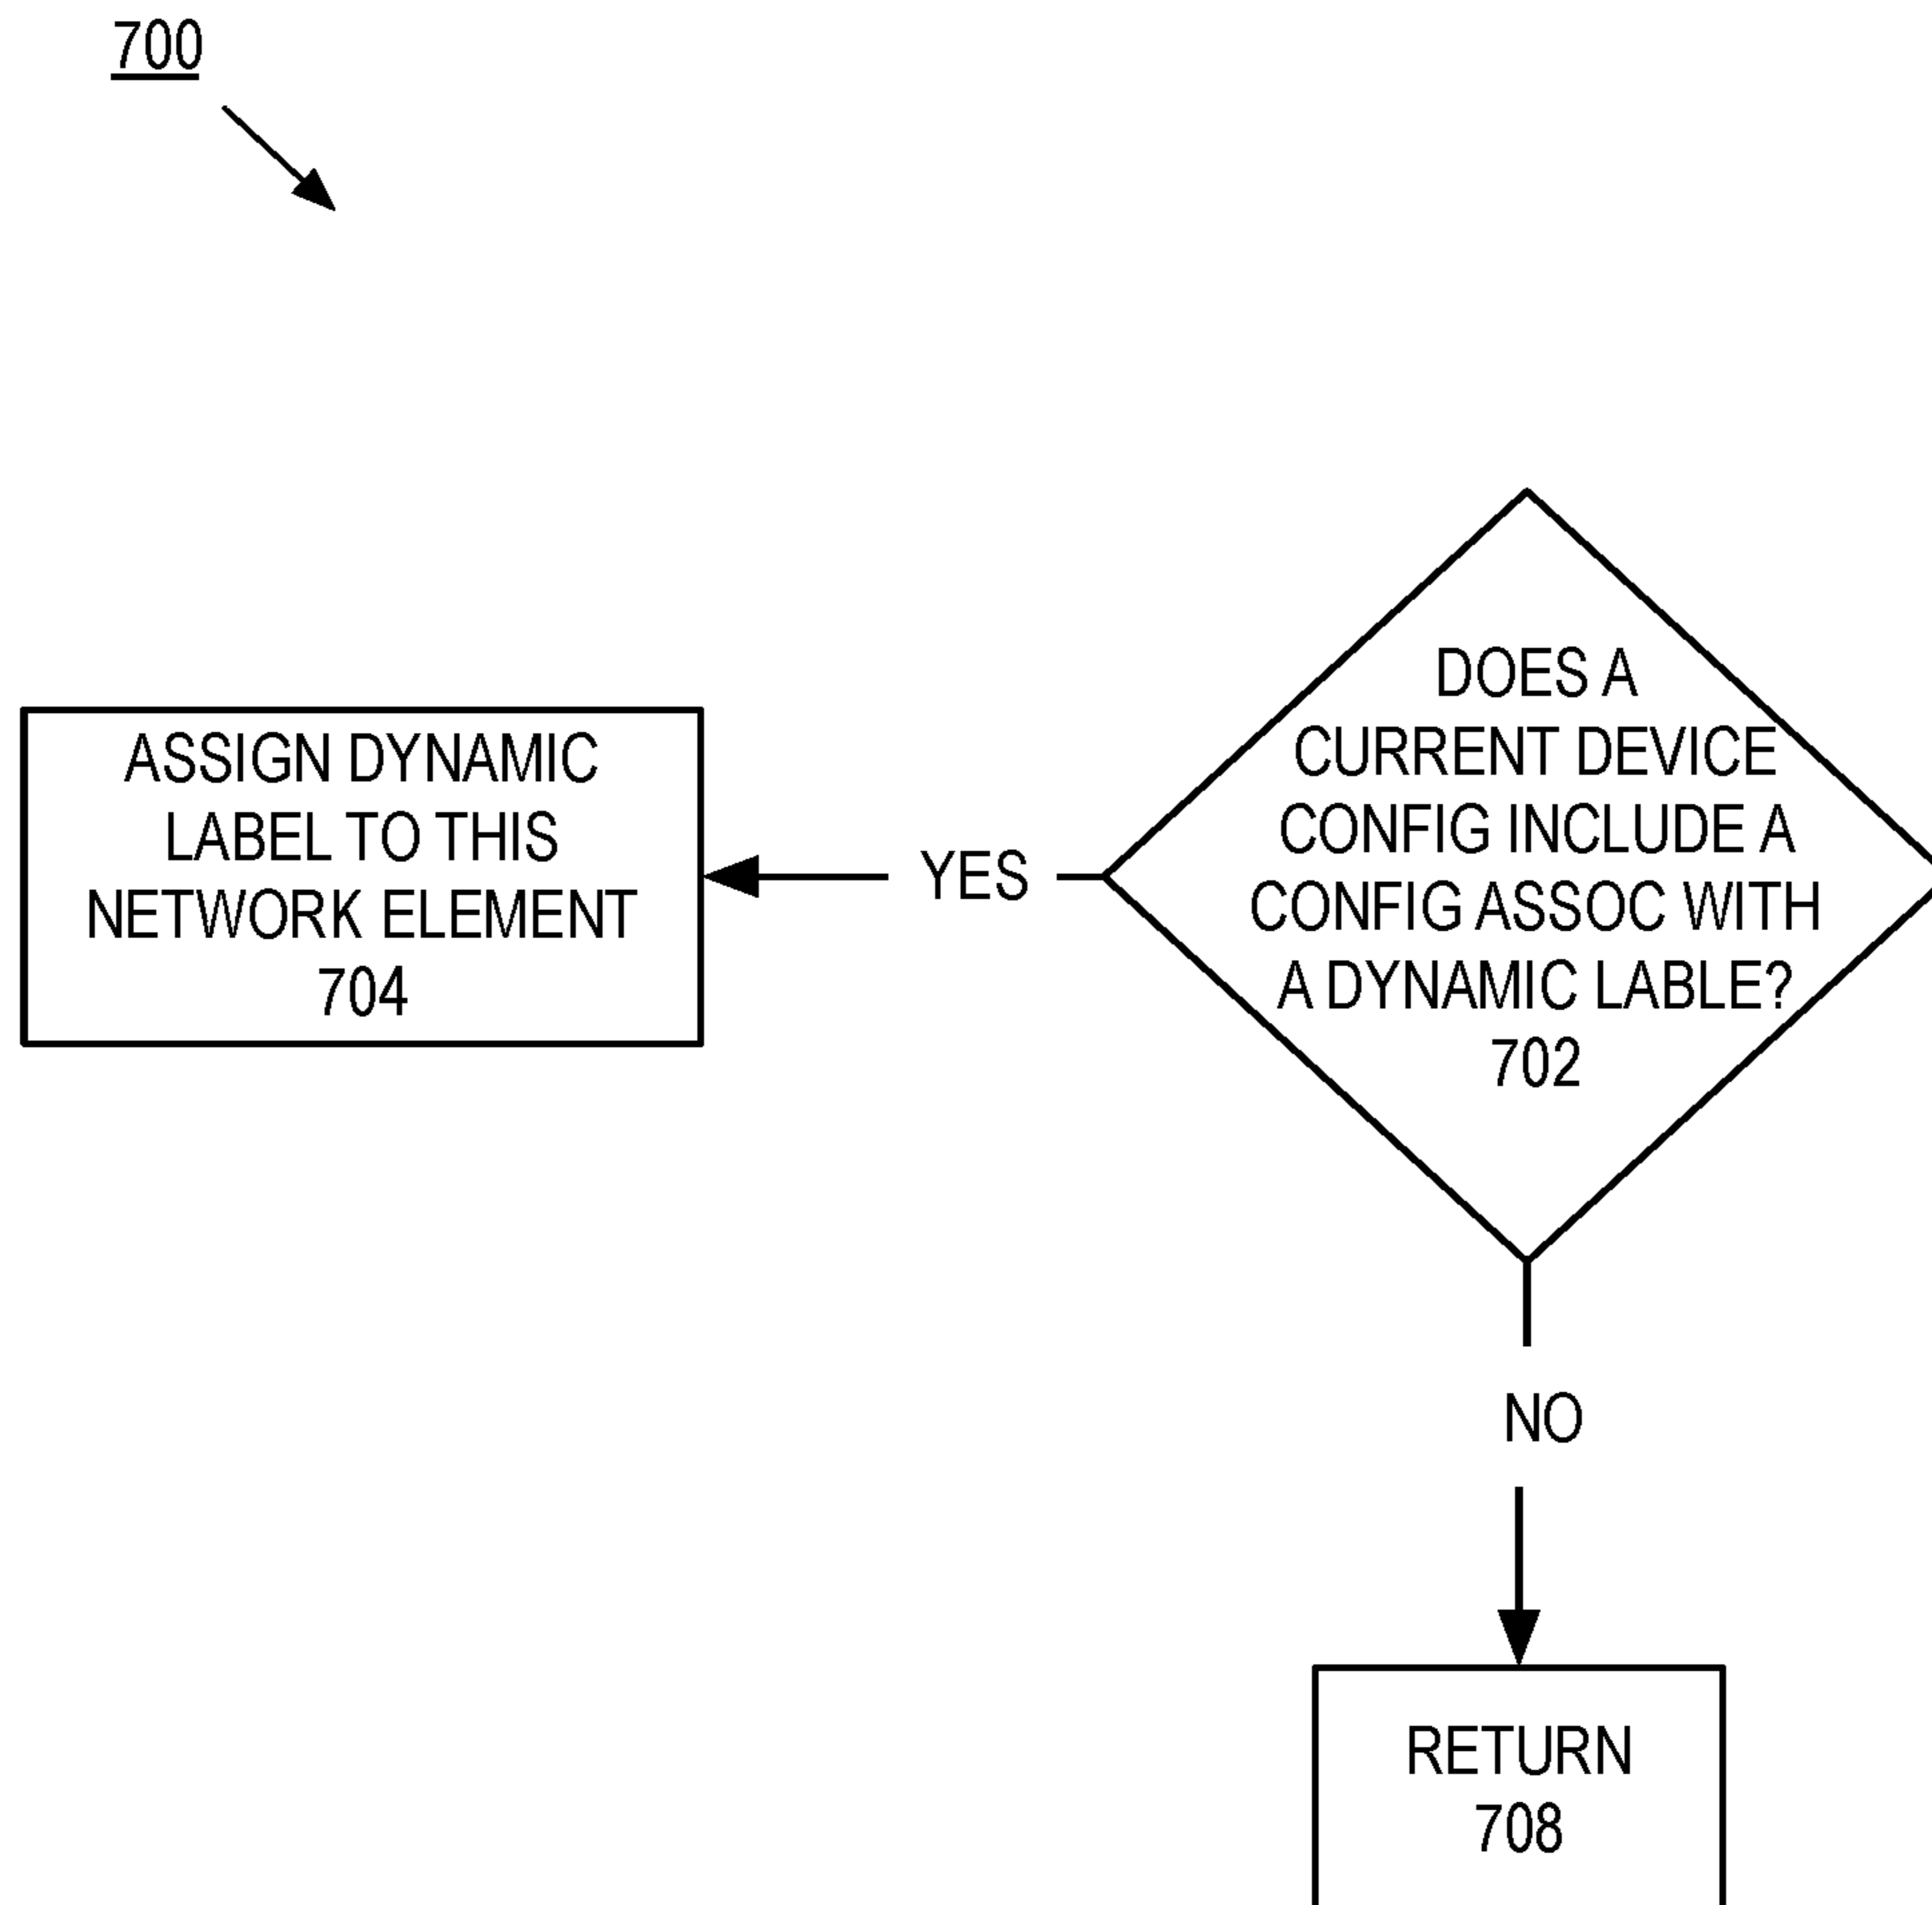 700
DOES A
CURRENT DEVICE
CONFIG INCLUDE A
CONFIG ASSOC WITH
A DYNAMIC LABLE?
702
YES
ASSIGN DYNAMIC
LABEL TO THIS
NETWORK ELEMENT
704
NO
RETURN
708